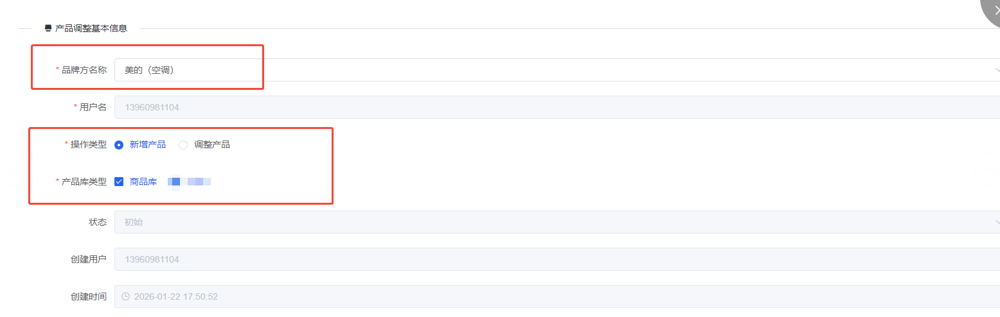 产品调整基本信息
* 品牌方名称 美的（空调）
* 用户名 13960981104
* 操作类型 新增产品 调整产品
* 产品库类型 商品库
状态 初始
创建用户 13960981104
创建时间 2026-01-22 17:50:52